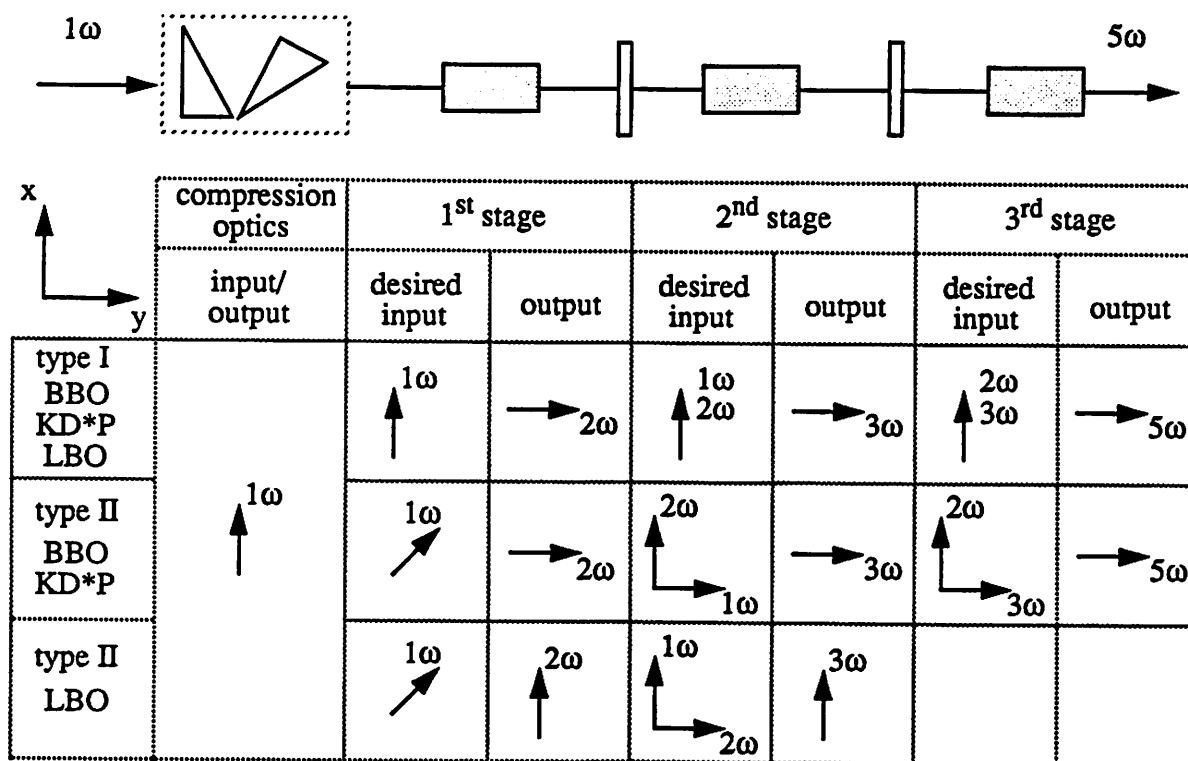 1ω
5ω
x
y
compression optics
1st stage
2nd stage
3rd stage
input/
output
desired
input
output
desired
input
output
desired
input
output
type I
BBO
KD*P
LBO
1ω
2ω
1ω
2ω
3ω
2ω
3ω
5ω
1ω
type II
BBO
KD*P
1ω
2ω
2ω
1ω
3ω
2ω
3ω
5ω
type II
LBO
1ω
2ω
1ω
2ω
3ω